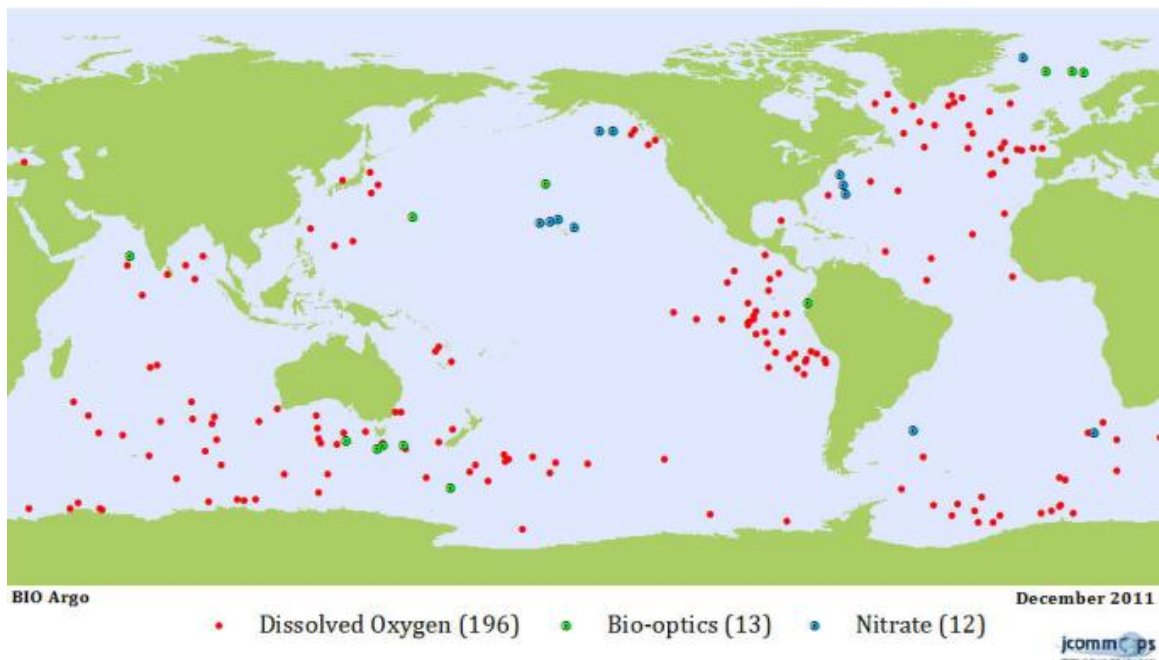 BIO Argo
December 2011
Dissolved Oxygen (196)
Bio-optics (13)
Nitrate (12)
jcommops